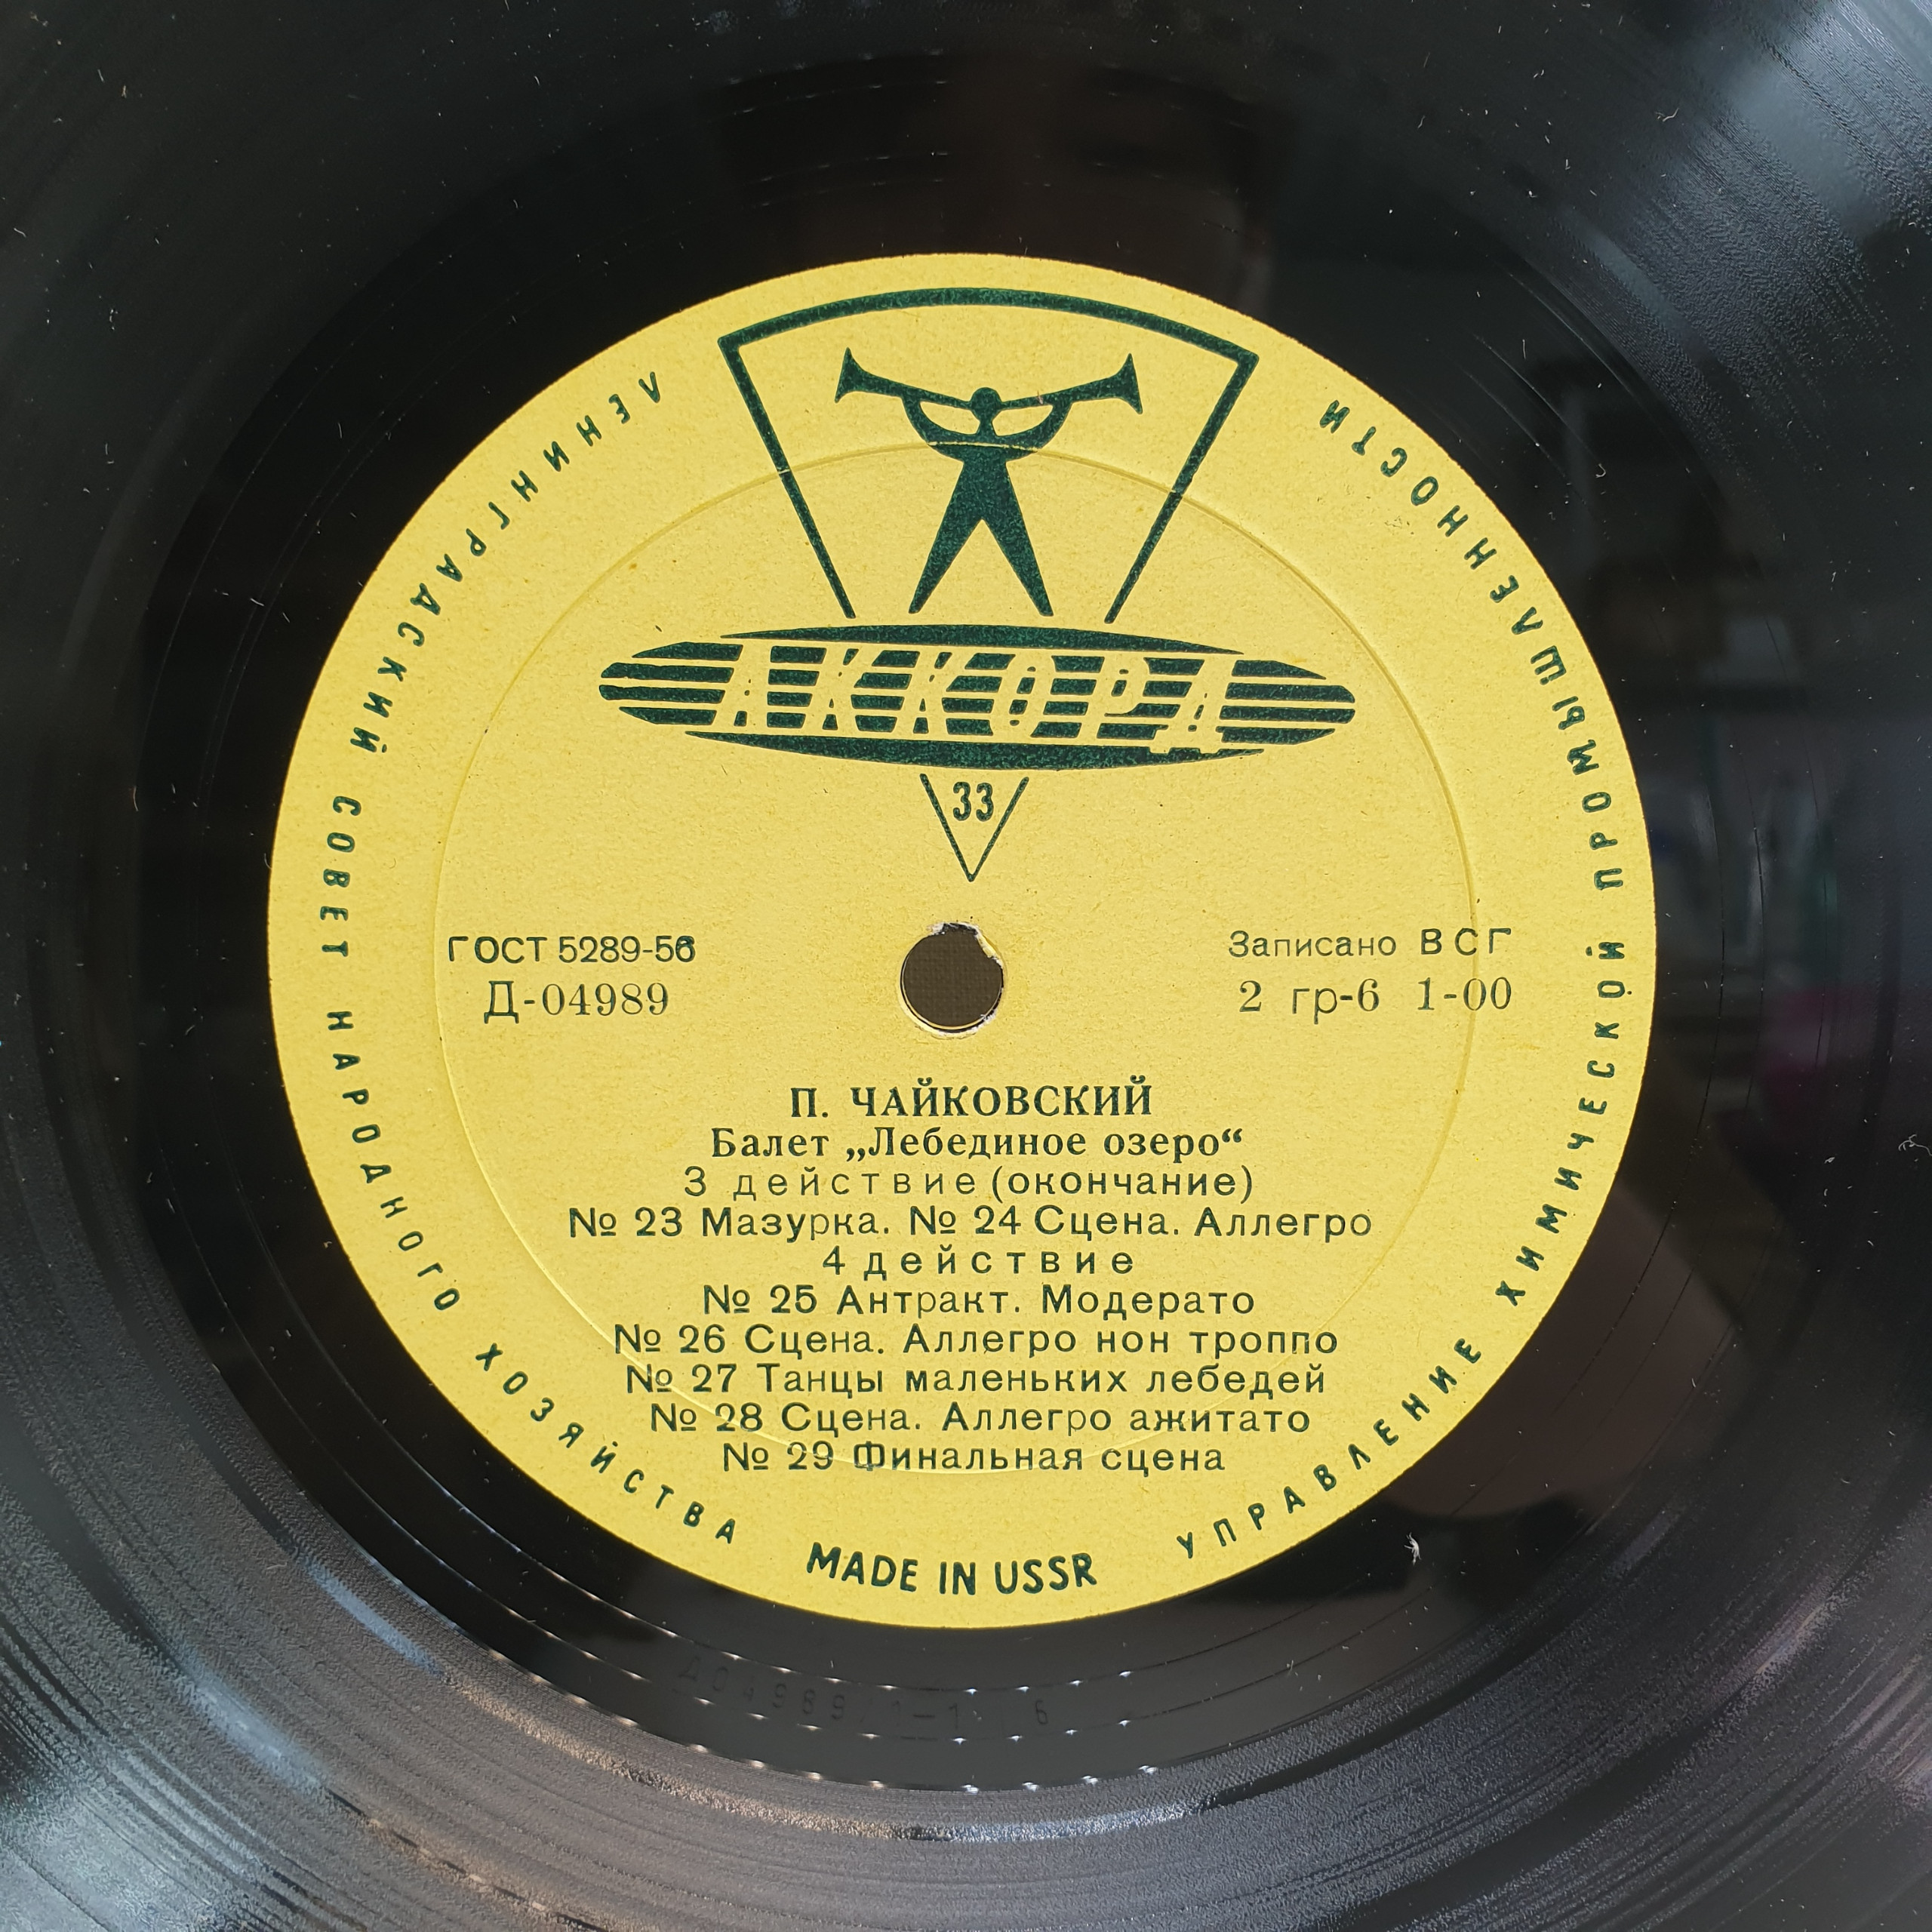 ЛЕНИНГРАДСКИЙ СОВЕТ НАРОДНОГО ХОЗЯЙСТВА
УПРАВЛЕНИЕ ХИМИЧЕСКОЙ ПРОМЫШЛЕННОСТИ
АККОРД
33
ГОСТ 5289-56
Д-04989
Записано ВСГ
2 гр-6 1-00
П. ЧАЙКОВСКИЙ
Балет „Лебединое озеро“
3 действие (окончание)
№ 23 Мазурка. № 24 Сцена. Аллегро
4 действие
№ 25 Антракт. Модерато
№ 26 Сцена. Аллегро нон троппо
№ 27 Танцы маленьких лебедей
№ 28 Сцена. Аллегро ажитато
№ 29 Финальная сцена
MADE IN USSR